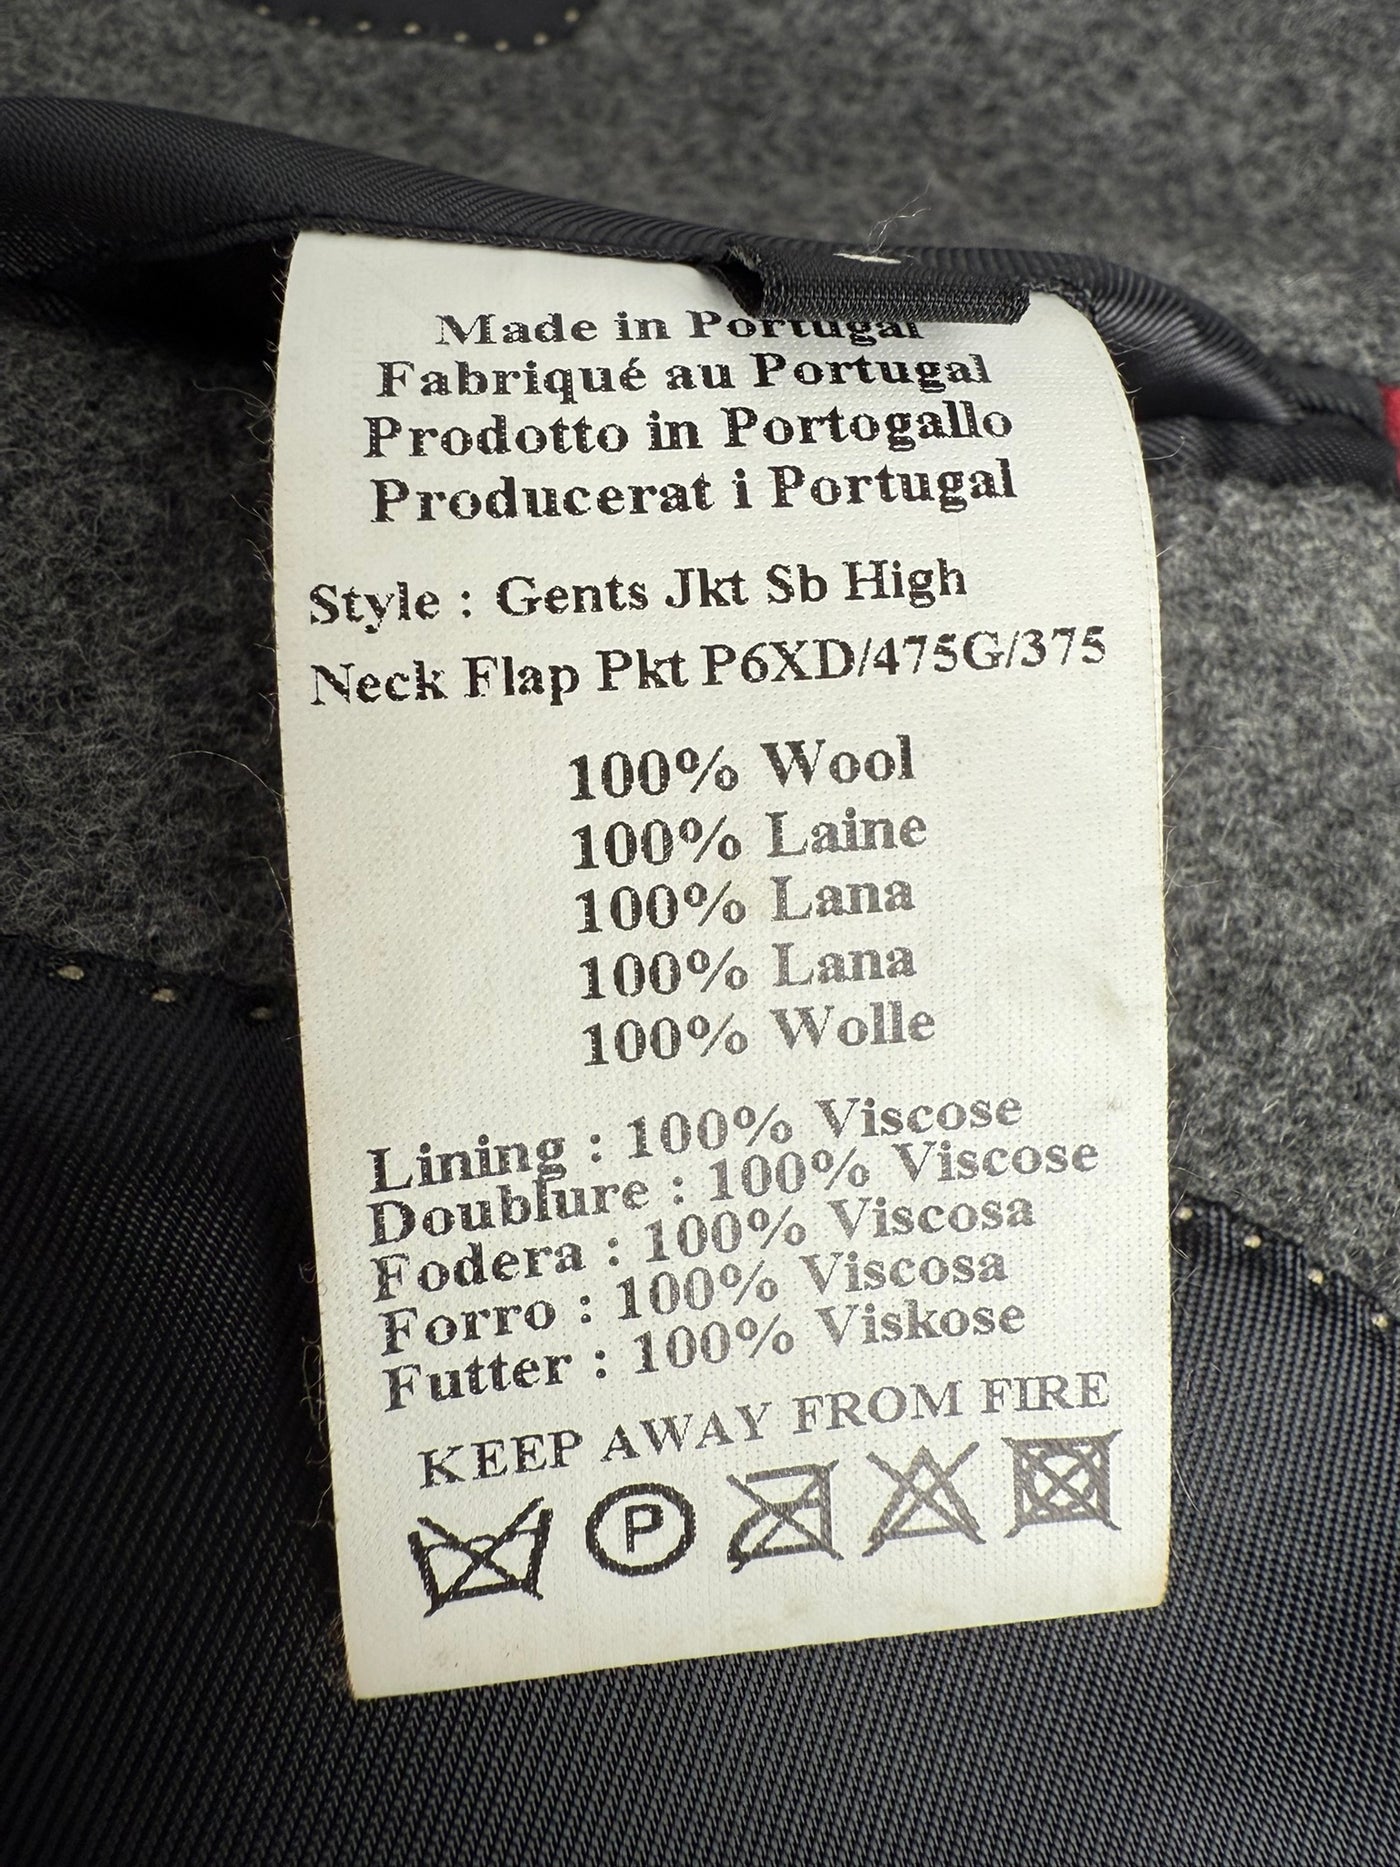 Made in Portugal
Fabriqué au Portugal
Prodotto in Portogallo
Producerat i Portugal
Style : Gents Jkt Sb High
Neck Flap Pkt P6XD/475G/375
100% Wool
100% Laine
100% Lana
100% Lana
100% Wolle
Lining : 100% Viscose
Doublure : 100% Viscose
Fodera : 100% Viscosa
Forro : 100% Viscosa
Futter : 100% Viskose
KEEP AWAY FROM FIRE
P